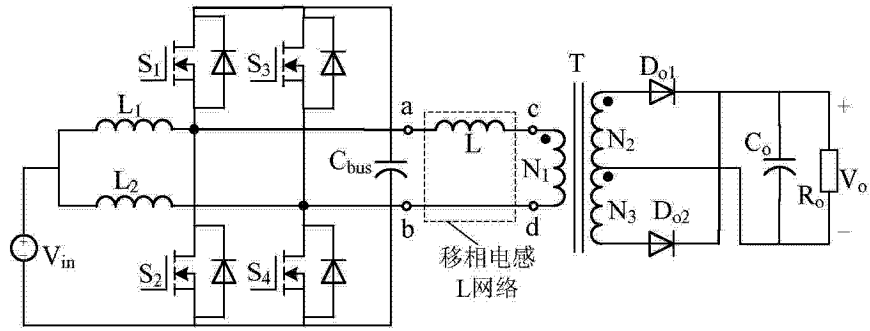 S1
S3
L1
L2
Cbus
a
b
L
c
d
N1
T
N2
N3
Do1
Do2
Co
Ro
+
Vo
−
Vin
S2
S4
移相电感
L网络